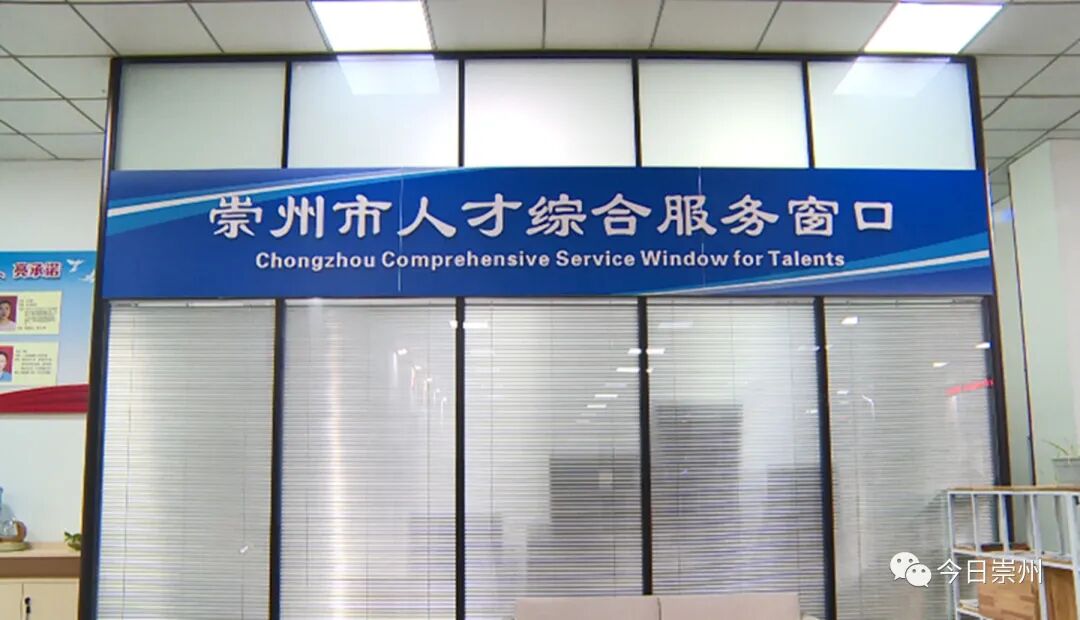 崇州市人才综合服务窗口
Chongzhou Comprehensive Service Window for Talents
亮承诺
今日崇州